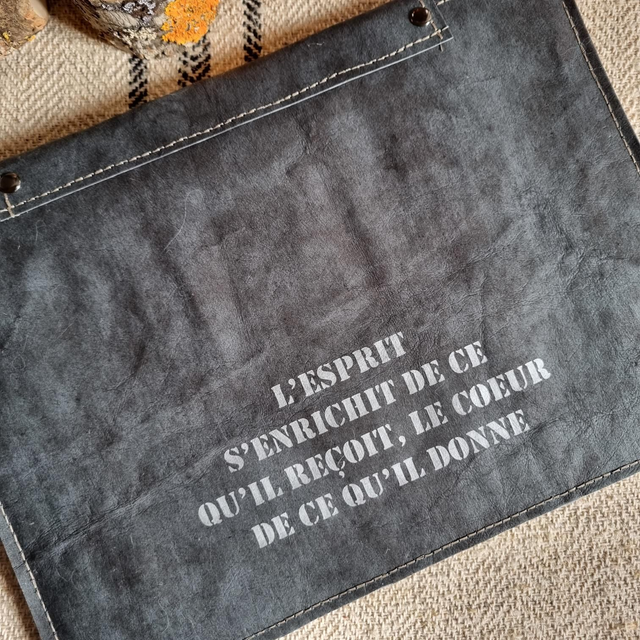 L'ESPRIT
S'ENRICHIT DE CE
QU'IL REÇOIT, LE COEUR
DE CE QU'IL DONNE